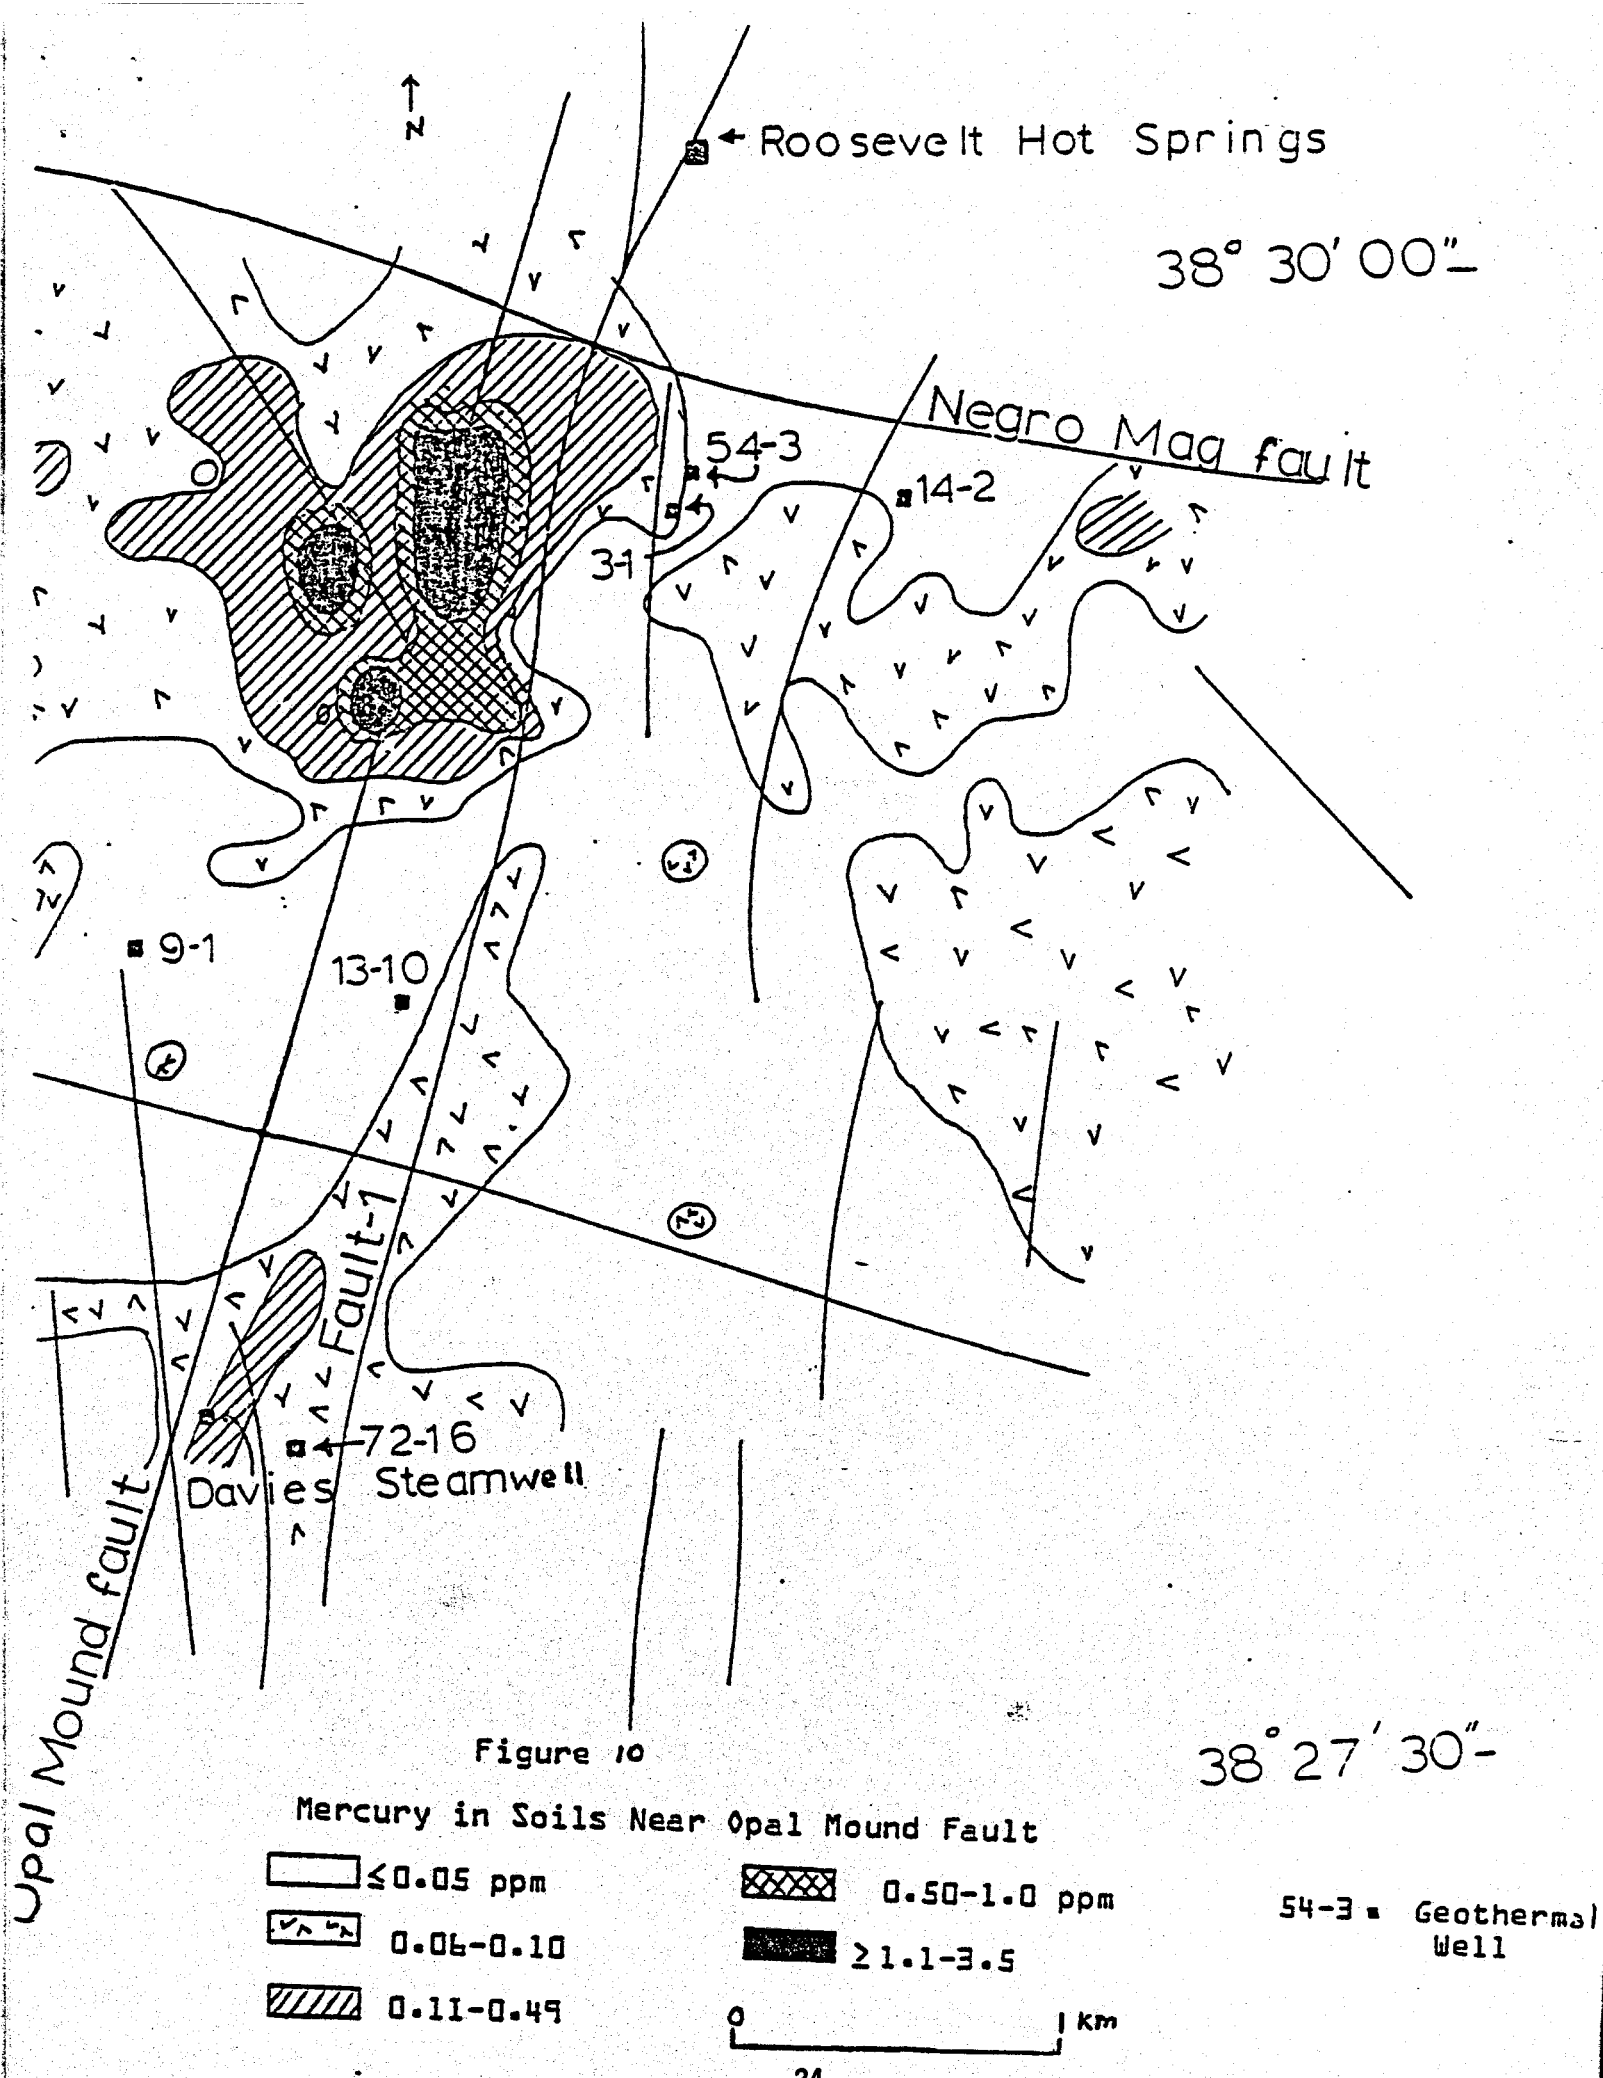 N
Roosevelt Hot Springs
38° 30' 00"
Negro Mag fault
54-3
14-2
3-1
9-1
13-10
Fault-1
72-16
Davies Steamwell
Opal Mound fault
38° 27' 30"
Figure 10
Mercury in Soils Near Opal Mound Fault
≤0.05 ppm
0.50-1.0 ppm
54-3 ▪ Geothermal
Well
0.06-0.10
≥1.1-3.5
0.11-0.49
0 1 km
24